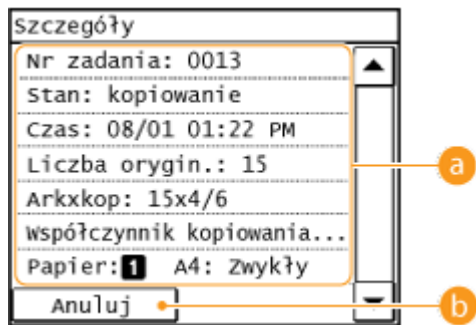 Szczegóły
Nr zadania: 0013
Stan: kopiowanie
Czas: 08/01 01:22 PM
Liczba orygin.: 15
Arkxkop: 15x4/6
Współczynnik kopiowania...
Papier:1 A4: Zwykły
Anuluj
a
b